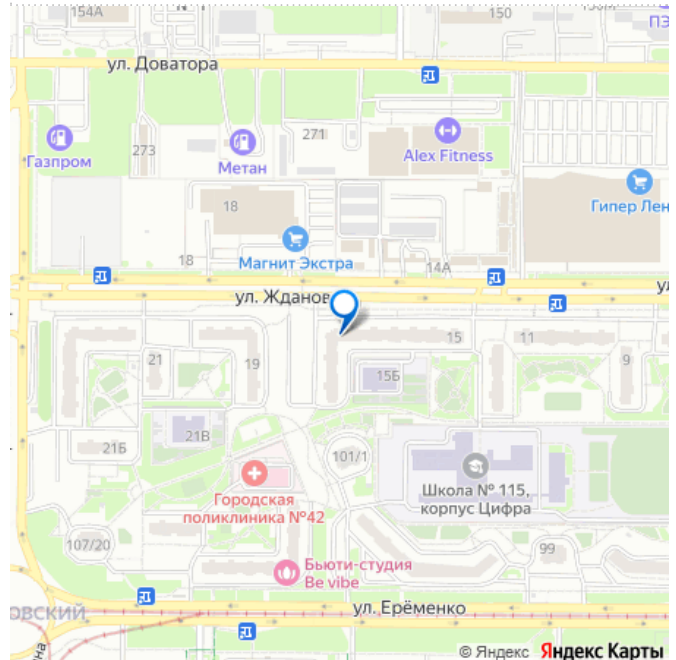 154А
150
ул. Доватора
Газпром
273
Метан
271
Alex Fitness
18
Гипер Лен
Магнит Экстра
18
14А
ул. Жданов
21
19
15
11
9
15Б
21Б
21В
101/1
Городская
поликлиника №42
Школа № 115,
корпус Цифра
107/20
99
Бьюти-студия
Be vibe
ОВСКИЙ
ул. Ерёменко
© Яндекс Яндекс Карты